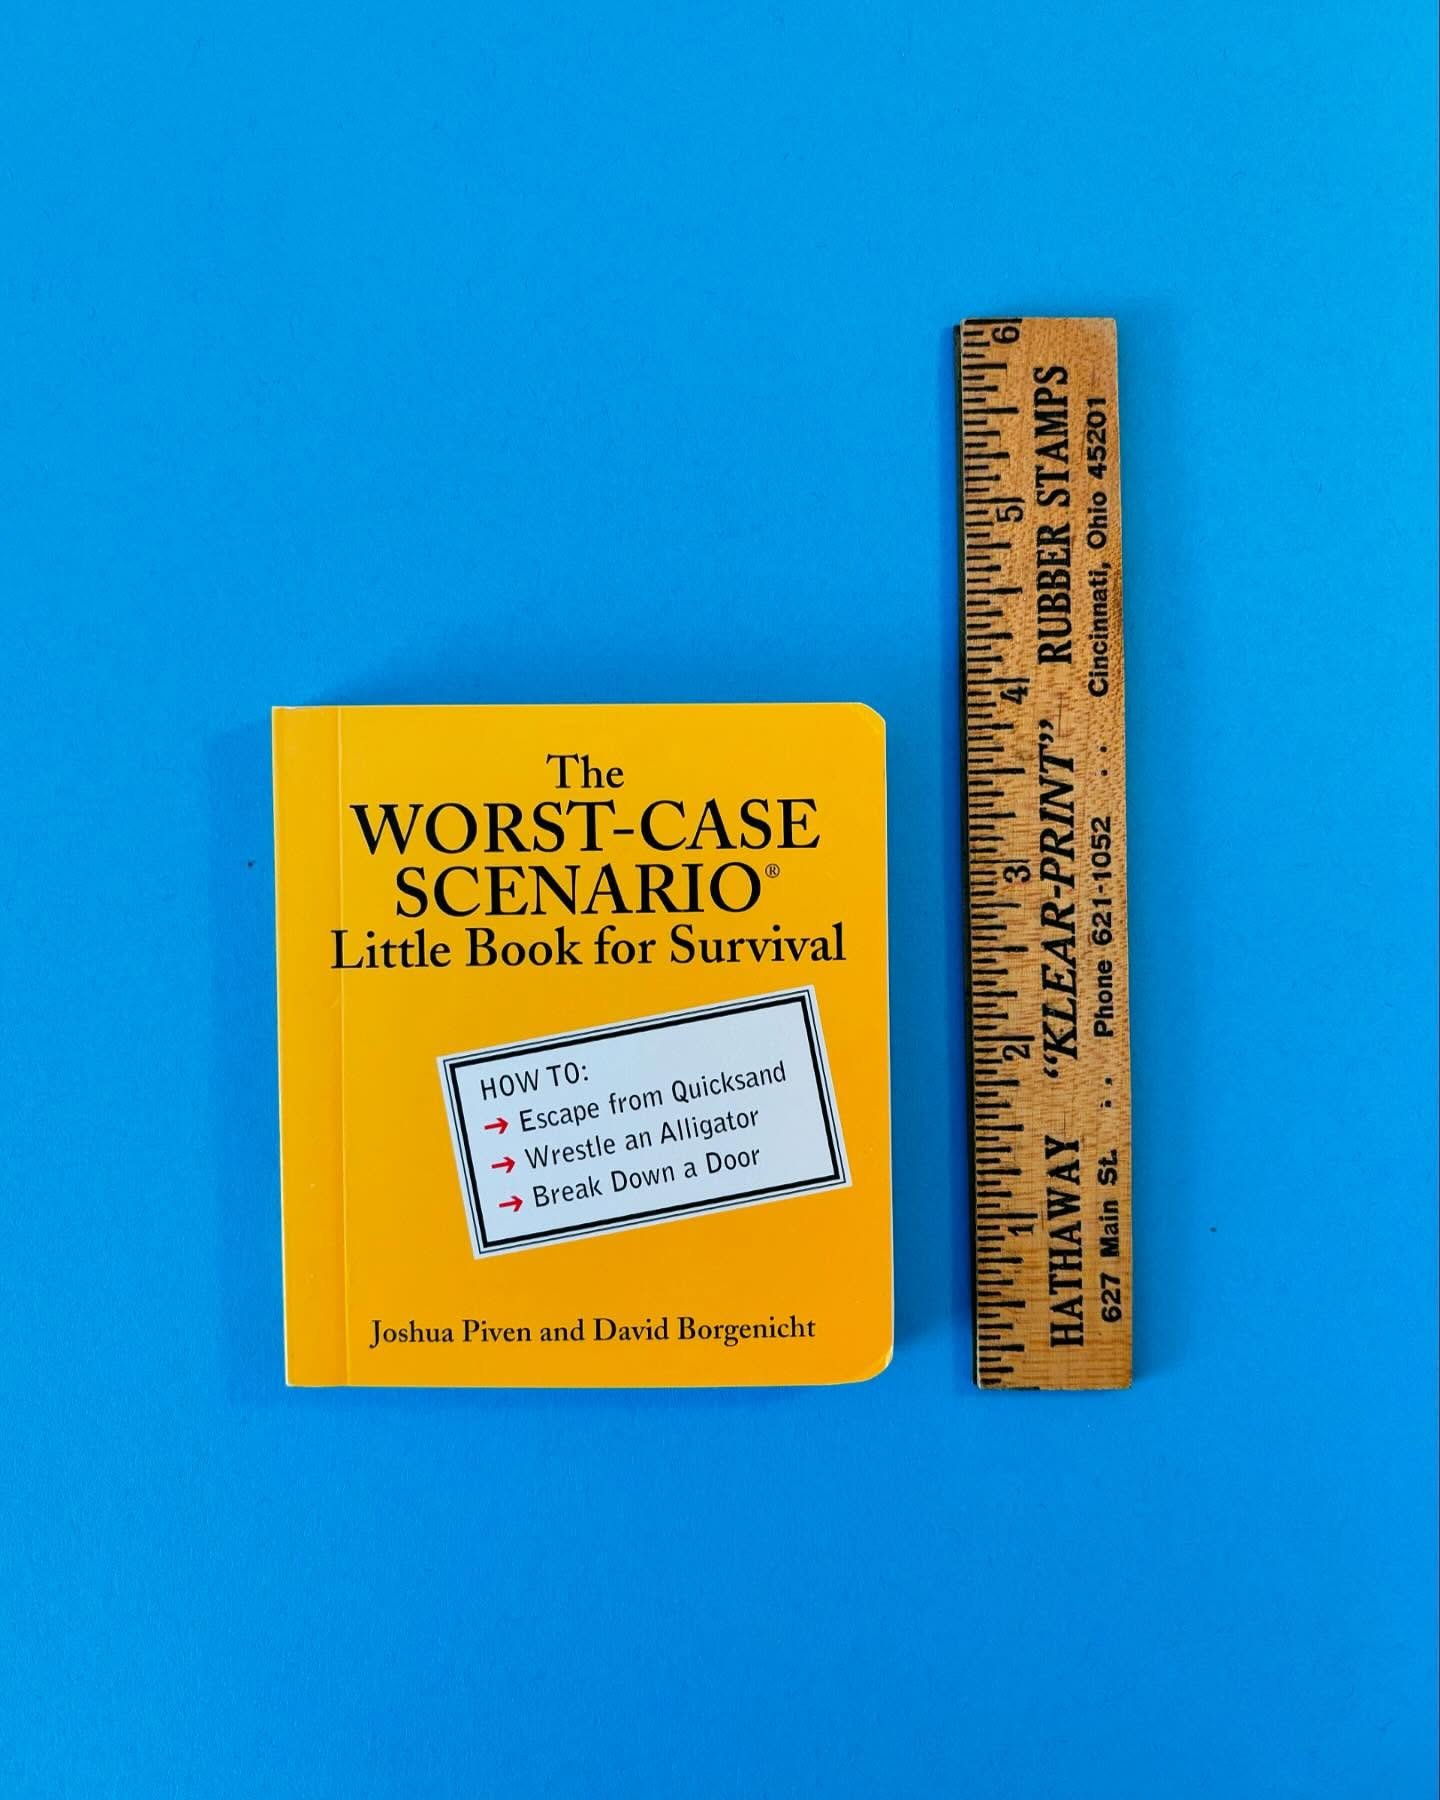 The
WORST-CASE
SCENARIO®
Little Book for Survival
HOW TO:
→ Escape from Quicksand
→ Wrestle an Alligator
→ Break Down a Door
Joshua Piven and David Borgenicht
1 2 3 4 5 6
HATHAWAY “KLEAR-PRINT” RUBBER STAMPS
627 Main St. . . Phone 621-1052 . . Cincinnati, Ohio 45201